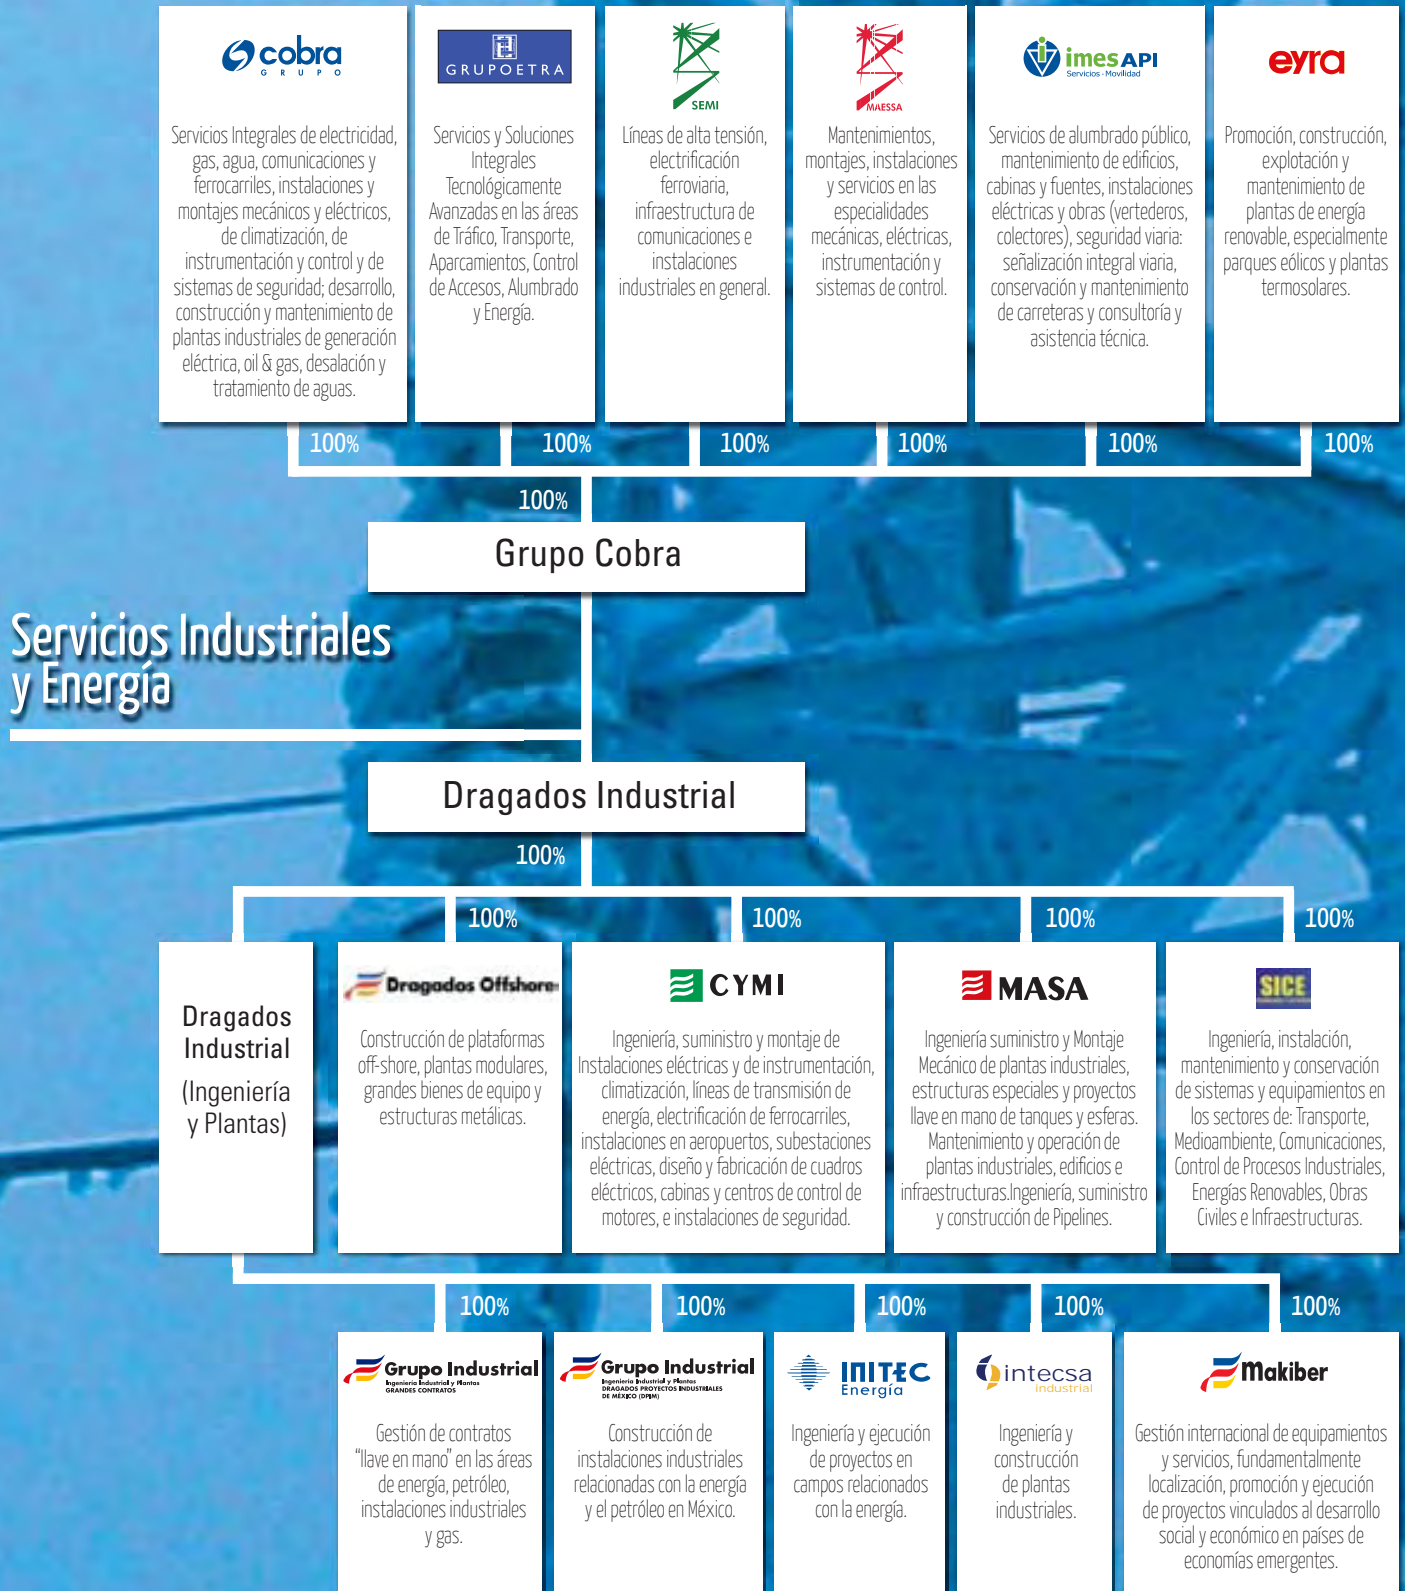 cobra
GRUPO
Servicios Integrales de electricidad,
gas, agua, comunicaciones y
ferrocarriles, instalaciones y
montajes mecánicos y eléctricos,
de climatización, de
instrumentación y control y de
sistemas de seguridad; desarrollo,
construcción y mantenimiento de
plantas industriales de generación
eléctrica, oil & gas, desalación y
tratamiento de aguas.
GRUPOETRA
Servicios y Soluciones
Integrales
Tecnológicamente
Avanzadas en las áreas
de Tráfico, Transporte,
Aparcamientos, Control
de Accesos, Alumbrado
y Energía.
SEMI
Líneas de alta tensión,
electrificación
ferroviaria,
infraestructura de
comunicaciones e
instalaciones
industriales en general.
MAESSA
Mantenimientos,
montajes, instalaciones
y servicios en las
especialidades
mecánicas, eléctricas,
instrumentación y
sistemas de control.
imesAPI
Servicios - Movilidad
Servicios de alumbrado público,
mantenimiento de edificios,
cabinas y fuentes, instalaciones
eléctricas y obras (vertederos,
colectores), seguridad viaria:
señalización integral viaria,
conservación y mantenimiento
de carreteras y consultoría y
asistencia técnica.
eyra
Promoción, construcción,
explotación y
mantenimiento de
plantas de energía
renovable, especialmente
parques eólicos y plantas
termosolares.
100%
100%
100%
100%
100%
100%
100%
Grupo Cobra
Servicios Industriales
y Energía
Dragados Industrial
100%
100%
100%
100%
100%
Dragados
Industrial
(Ingeniería
y Plantas)
Dragados Offshore
Construcción de plataformas
off-shore, plantas modulares,
grandes bienes de equipo y
estructuras metálicas.
CYMI
Ingeniería, suministro y montaje de
Instalaciones eléctricas y de instrumentación,
climatización, líneas de transmisión de
energía, electrificación de ferrocarriles,
instalaciones en aeropuertos, subestaciones
eléctricas, diseño y fabricación de cuadros
eléctricos, cabinas y centros de control de
motores, e instalaciones de seguridad.
MASA
Ingeniería suministro y Montaje
Mecánico de plantas industriales,
estructuras especiales y proyectos
llave en mano de tanques y esferas.
Mantenimiento y operación de
plantas industriales, edificios e
infraestructuras.Ingeniería, suministro
y construcción de Pipelines.
SICE
Ingeniería, instalación,
mantenimiento y conservación
de sistemas y equipamientos en
los sectores de: Transporte,
Medioambiente, Comunicaciones,
Control de Procesos Industriales,
Energías Renovables, Obras
Civiles e Infraestructuras.
100%
100%
100%
100%
100%
Grupo Industrial
Ingeniería Industrial y Plantas
GRANDES CONTRATOS
Gestión de contratos
“llave en mano” en las áreas
de energía, petróleo,
instalaciones industriales
y gas.
Grupo Industrial
Ingeniería Industrial y Plantas
DRAGADOS PROYECTOS INDUSTRIALES
DE MÉXICO (DPIM)
Construcción de
instalaciones industriales
relacionadas con la energía
y el petróleo en México.
INITEC
Energía
Ingeniería y ejecución
de proyectos en
campos relacionados
con la energía.
intecsa
industrial
Ingeniería y
construcción
de plantas
industriales.
Makiber
Gestión internacional de equipamientos
y servicios, fundamentalmente
localización, promoción y ejecución
de proyectos vinculados al desarrollo
social y económico en países de
economías emergentes.